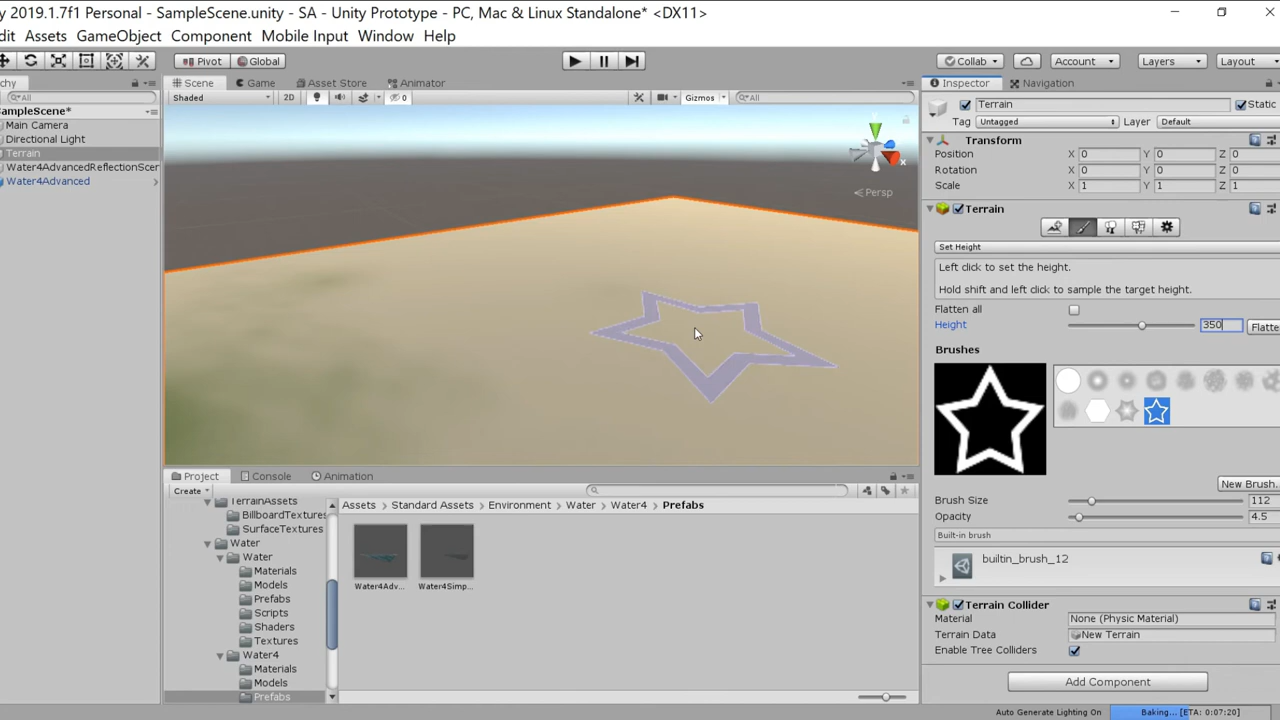 y 2019.1.7f1 Personal - SampleScene.unity - SA - Unity Prototype - PC, Mac & Linux Standalone* <DX11>
dit Assets GameObject Component Mobile Input Window Help
Pivot Global Collab Account Layers Layout
chy Scene Game Asset Store Animator Inspector Navigation
All Shaded 2D 0 Gizmos All
Terrain Static
Tag Untagged Layer Default
SampleScene*
Main Camera
Directional Light
Terrain
Water4AdvancedReflectionScer
Water4Advanced
x
Persp
Transform
Position X 0 Y 0 Z 0
Rotation X 0 Y 0 Z 0
Scale X 1 Y 1 Z 1
Terrain
Set Height
Left click to set the height.
Hold shift and left click to sample the target height.
Flatten all
Height 350 Flatte
Brushes
New Brush.
Brush Size 112
Opacity 4.5
Built-in brush
builtin_brush_12
Terrain Collider
Material None (Physic Material)
Terrain Data New Terrain
Enable Tree Colliders
Add Component
Project Console Animation
Create
TerrainAssets
BillboardTextures
SurfaceTextures
Water
Water
Materials
Models
Prefabs
Scripts
Shaders
Textures
Water4
Materials
Models
Prefabs
Assets Standard Assets Environment Water Water4 Prefabs
Water4Adv... Water4Simp...
Auto Generate Lighting On Baking... [ETA: 0:07:20]